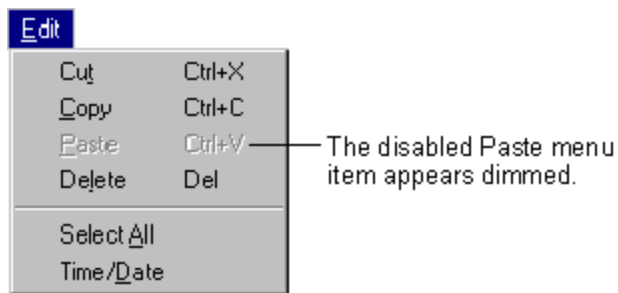 Edit
Cut Ctrl+X
Copy Ctrl+C
Paste Ctrl+V
Delete Del
Select All
Time/Date
The disabled Paste menu
item appears dimmed.